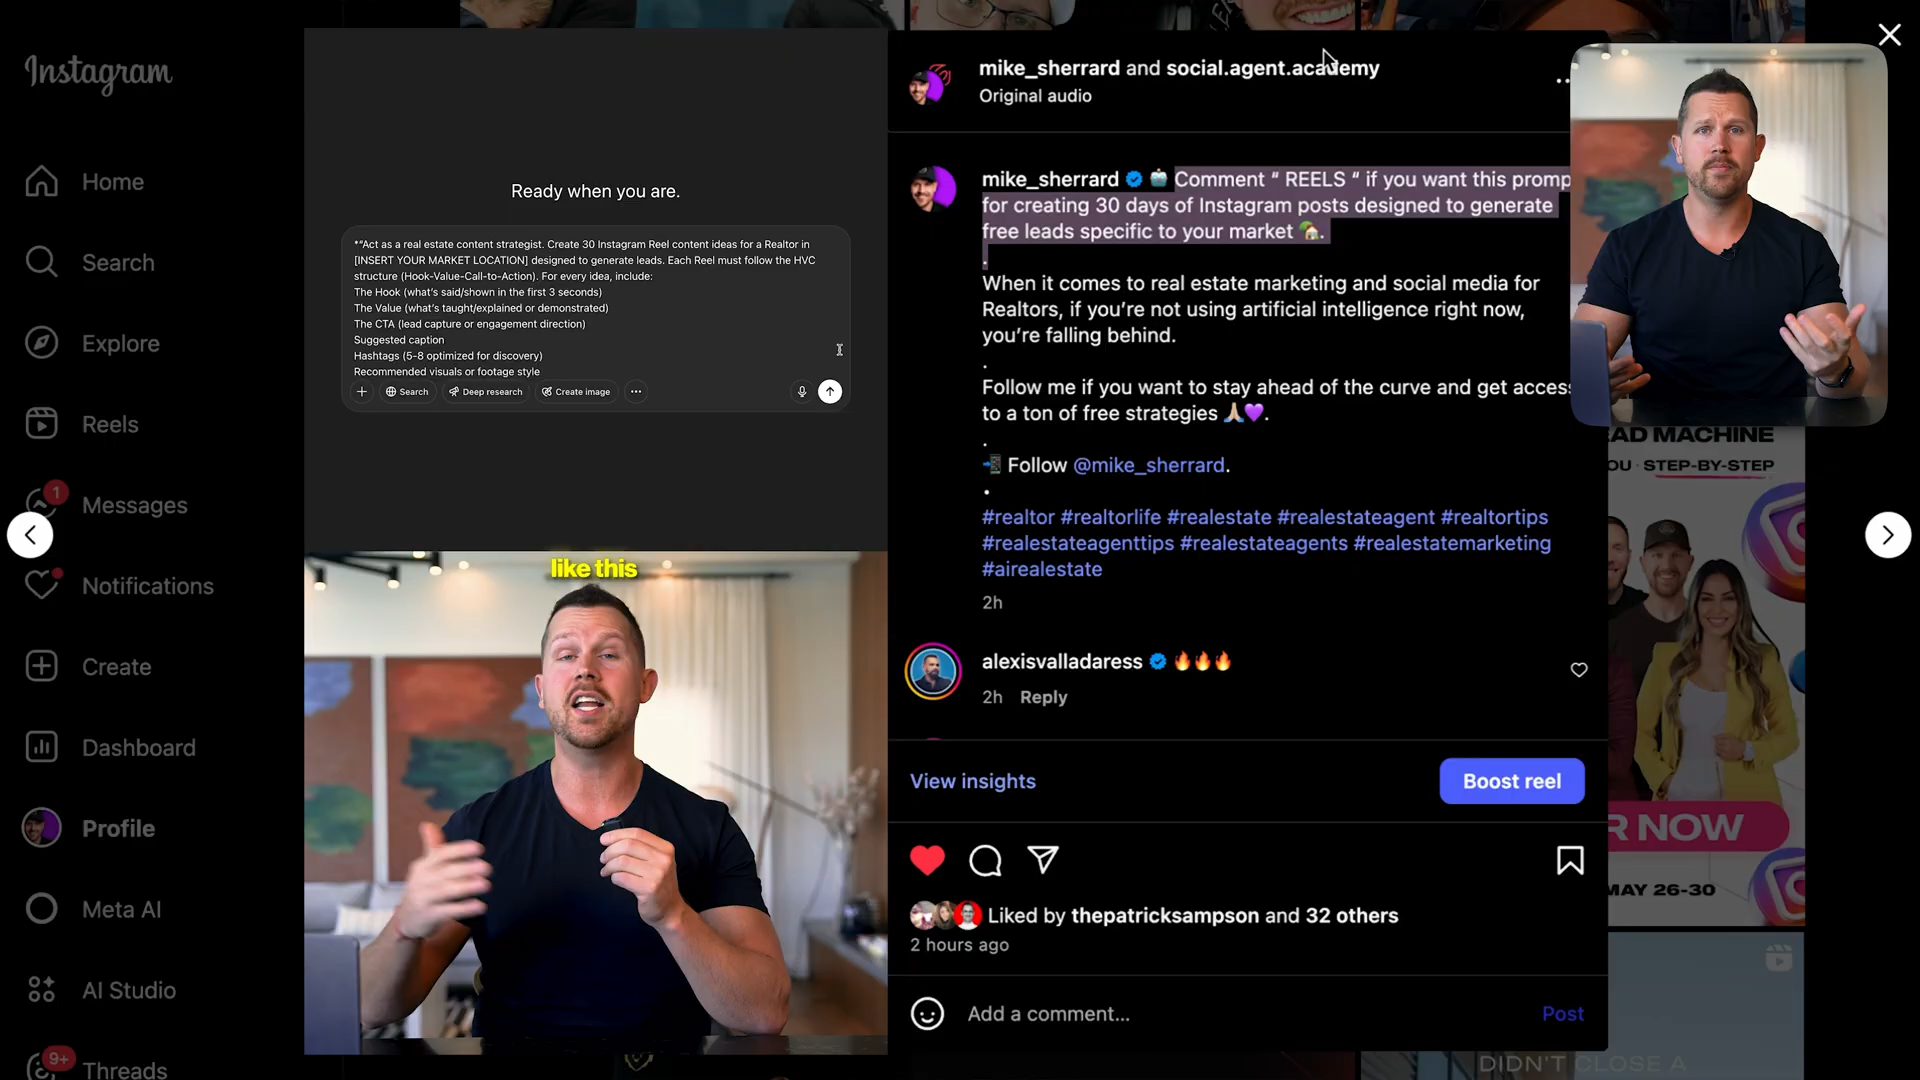 Instagram
Home
Search
Explore
Reels
1
Messages
Notifications
Create
Dashboard
Profile
Meta AI
AI Studio
9+
Threads
Ready when you are.
*"Act as a real estate content strategist. Create 30 Instagram Reel content ideas for a Realtor in
[INSERT YOUR MARKET LOCATION] designed to generate leads. Each Reel must follow the HVC
structure (Hook-Value-Call-to-Action). For every idea, include:
The Hook (what's said/shown in the first 3 seconds)
The Value (what's taught/explained or demonstrated)
The CTA (lead capture or engagement direction)
Suggested caption
Hashtags (5-8 optimized for discovery)
Recommended visuals or footage style
Search
Deep research
Create image
like this
mike_sherrard and social.agent.academy
Original audio
mike_sherrard 🤖 Comment “ REELS “ if you want this promp
for creating 30 days of Instagram posts designed to generate
free leads specific to your market 🏡.
.
When it comes to real estate marketing and social media for
Realtors, if you’re not using artificial intelligence right now,
you’re falling behind.
.
Follow me if you want to stay ahead of the curve and get access
to a ton of free strategies 🙏🏼💜.
.
📲 Follow @mike_sherrard.
.
#realtor #realtorlife #realestate #realestateagent #realtortips
#realestateagenttips #realestateagents #realestatemarketing
#airealestate
2h
alexisvalladaress 🔥🔥🔥
2h Reply
View insights
Boost reel
Liked by thepatricksampson and 32 others
2 hours ago
Add a comment...
Post
EAD MACHINE
OU · STEP-BY-STEP
R NOW
MAY 26-30
DIDN'T CLOSE A